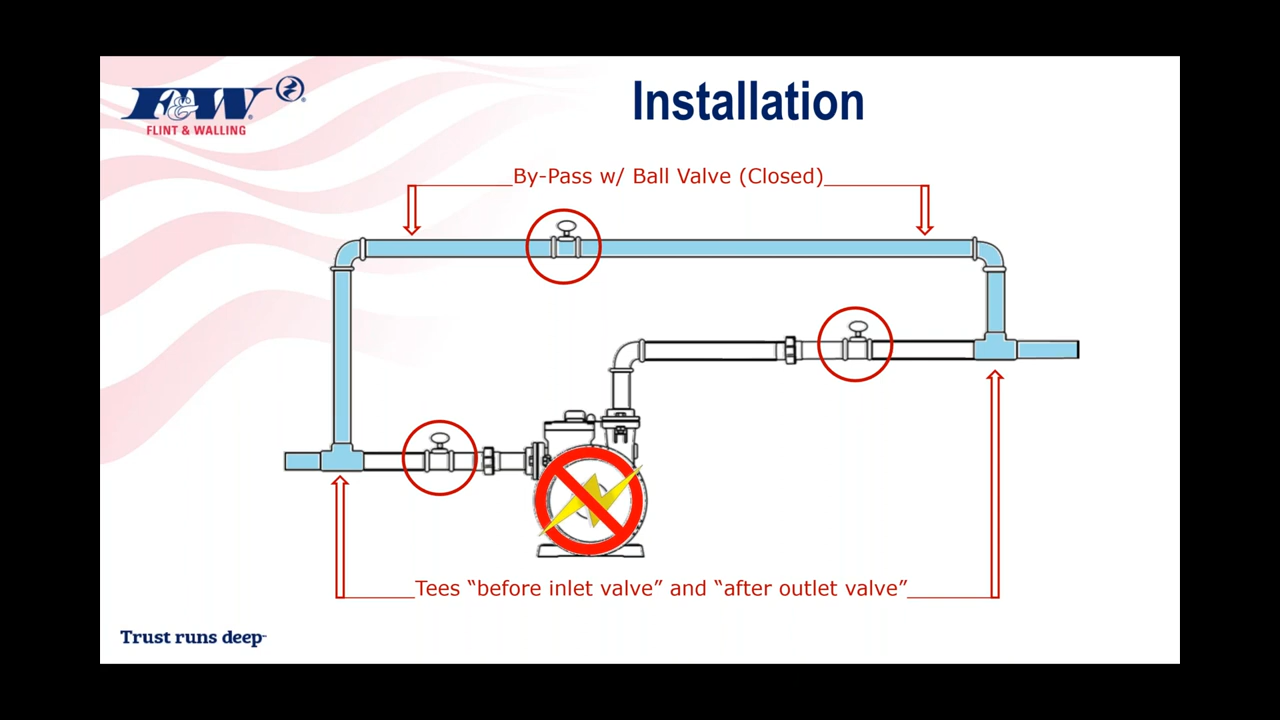 F&W
FLINT & WALLING
Installation
By-Pass w/ Ball Valve (Closed)
Tees “before inlet valve” and “after outlet valve”
Trust runs deep